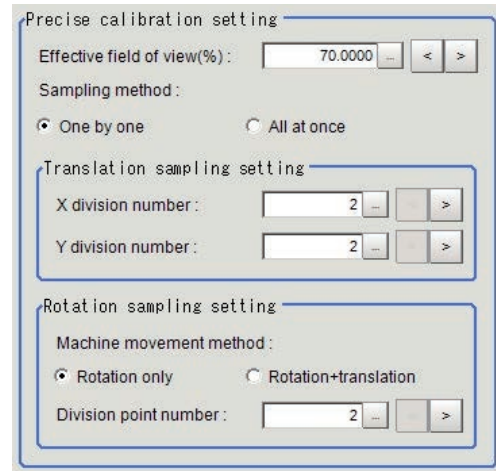 Precise calibration setting
Effective field of view(%) : 70.0000 ... < >
Sampling method :
One by one All at once
Translation sampling setting
X division number : 2 ... >
Y division number : 2 ... >
Rotation sampling setting
Machine movement method :
Rotation only Rotation+translation
Division point number : 2 ... >